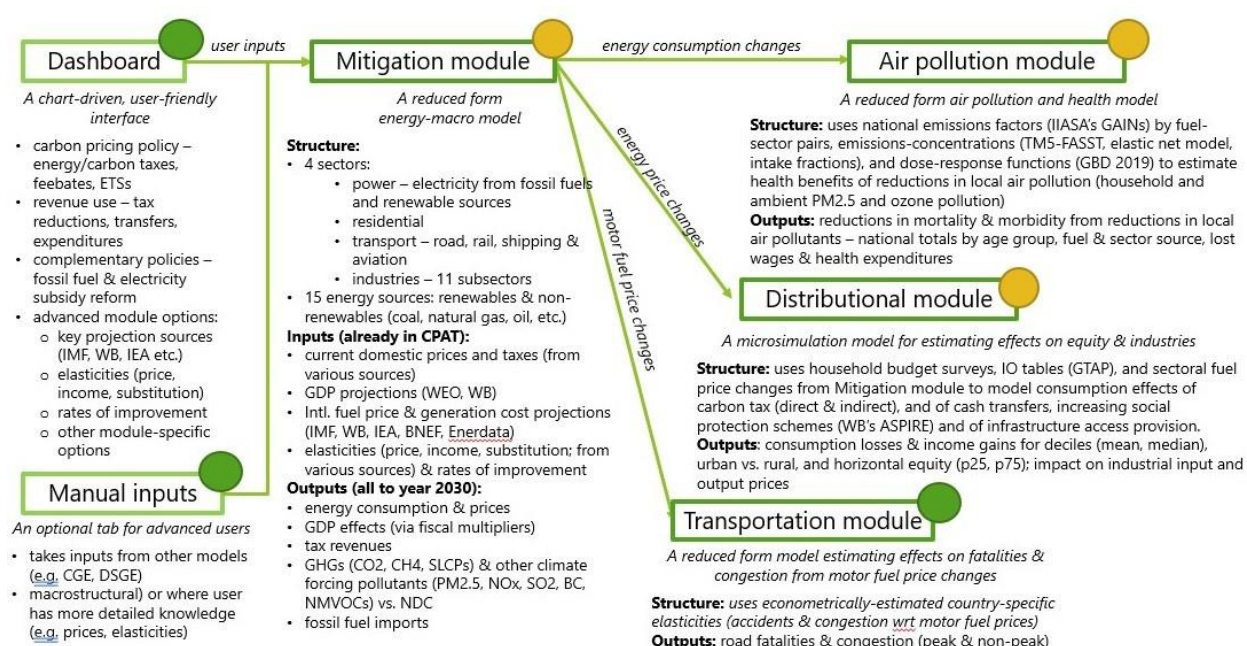 Dashboard
A chart-driven, user-friendly
interface
• carbon pricing policy –
energy/carbon taxes,
feebates, ETSs
• revenue use – tax
reductions, transfers,
expenditures
• complementary policies –
fossil fuel & electricity
subsidy reform
• advanced module options:
o key projection sources
(IMF, WB, IEA etc.)
o elasticities (price,
income, substitution)
o rates of improvement
o other module-specific
options
Manual inputs
An optional tab for advanced users
• takes inputs from other models
(e.g. CGE, DSGE)
• macrostructural) or where user
has more detailed knowledge
(e.g. prices, elasticities)
user inputs
Mitigation module
A reduced form
energy-macro model
Structure:
• 4 sectors:
• power – electricity from fossil fuels
and renewable sources
• residential
• transport – road, rail, shipping &
aviation
• industries – 11 subsectors
• 15 energy sources: renewables & non-
renewables (coal, natural gas, oil, etc.)
Inputs (already in CPAT):
• current domestic prices and taxes (from
various sources)
• GDP projections (WEO, WB)
• Intl. fuel price & generation cost projections
(IMF, WB, IEA, BNEF, Enerdata)
• elasticities (price, income, substitution; from
various sources) & rates of improvement
Outputs (all to year 2030):
• energy consumption & prices
• GDP effects (via fiscal multipliers)
• tax revenues
• GHGs (CO2, CH4, SLCPs) & other climate
forcing pollutants (PM2.5, NOx, SO2, BC,
NMVOCs) vs. NDC
• fossil fuel imports
energy consumption changes
energy price changes
motor fuel price changes
Air pollution module
A reduced form air pollution and health model
Structure: uses national emissions factors (IIASA's GAINs) by fuel-
sector pairs, emissions-concentrations (TM5-FASST, elastic net model,
intake fractions), and dose-response functions (GBD 2019) to estimate
health benefits of reductions in local air pollution (household and
ambient PM2.5 and ozone pollution)
Outputs: reductions in mortality & morbidity from reductions in local
air pollutants – national totals by age group, fuel & sector source, lost
wages & health expenditures
Distributional module
A microsimulation model for estimating effects on equity & industries
Structure: uses household budget surveys, IO tables (GTAP), and sectoral fuel
price changes from Mitigation module to model consumption effects of
carbon tax (direct & indirect), and of cash transfers, increasing social
protection schemes (WB's ASPIRE) and of infrastructure access provision.
Outputs: consumption losses & income gains for deciles (mean, median),
urban vs. rural, and horizontal equity (p25, p75); impact on industrial input and
output prices
Transportation module
A reduced form model estimating effects on fatalities &
congestion from motor fuel price changes
Structure: uses econometrically-estimated country-specific
elasticities (accidents & congestion wrt motor fuel prices)
Outputs: road fatalities & congestion (peak & non-peak)